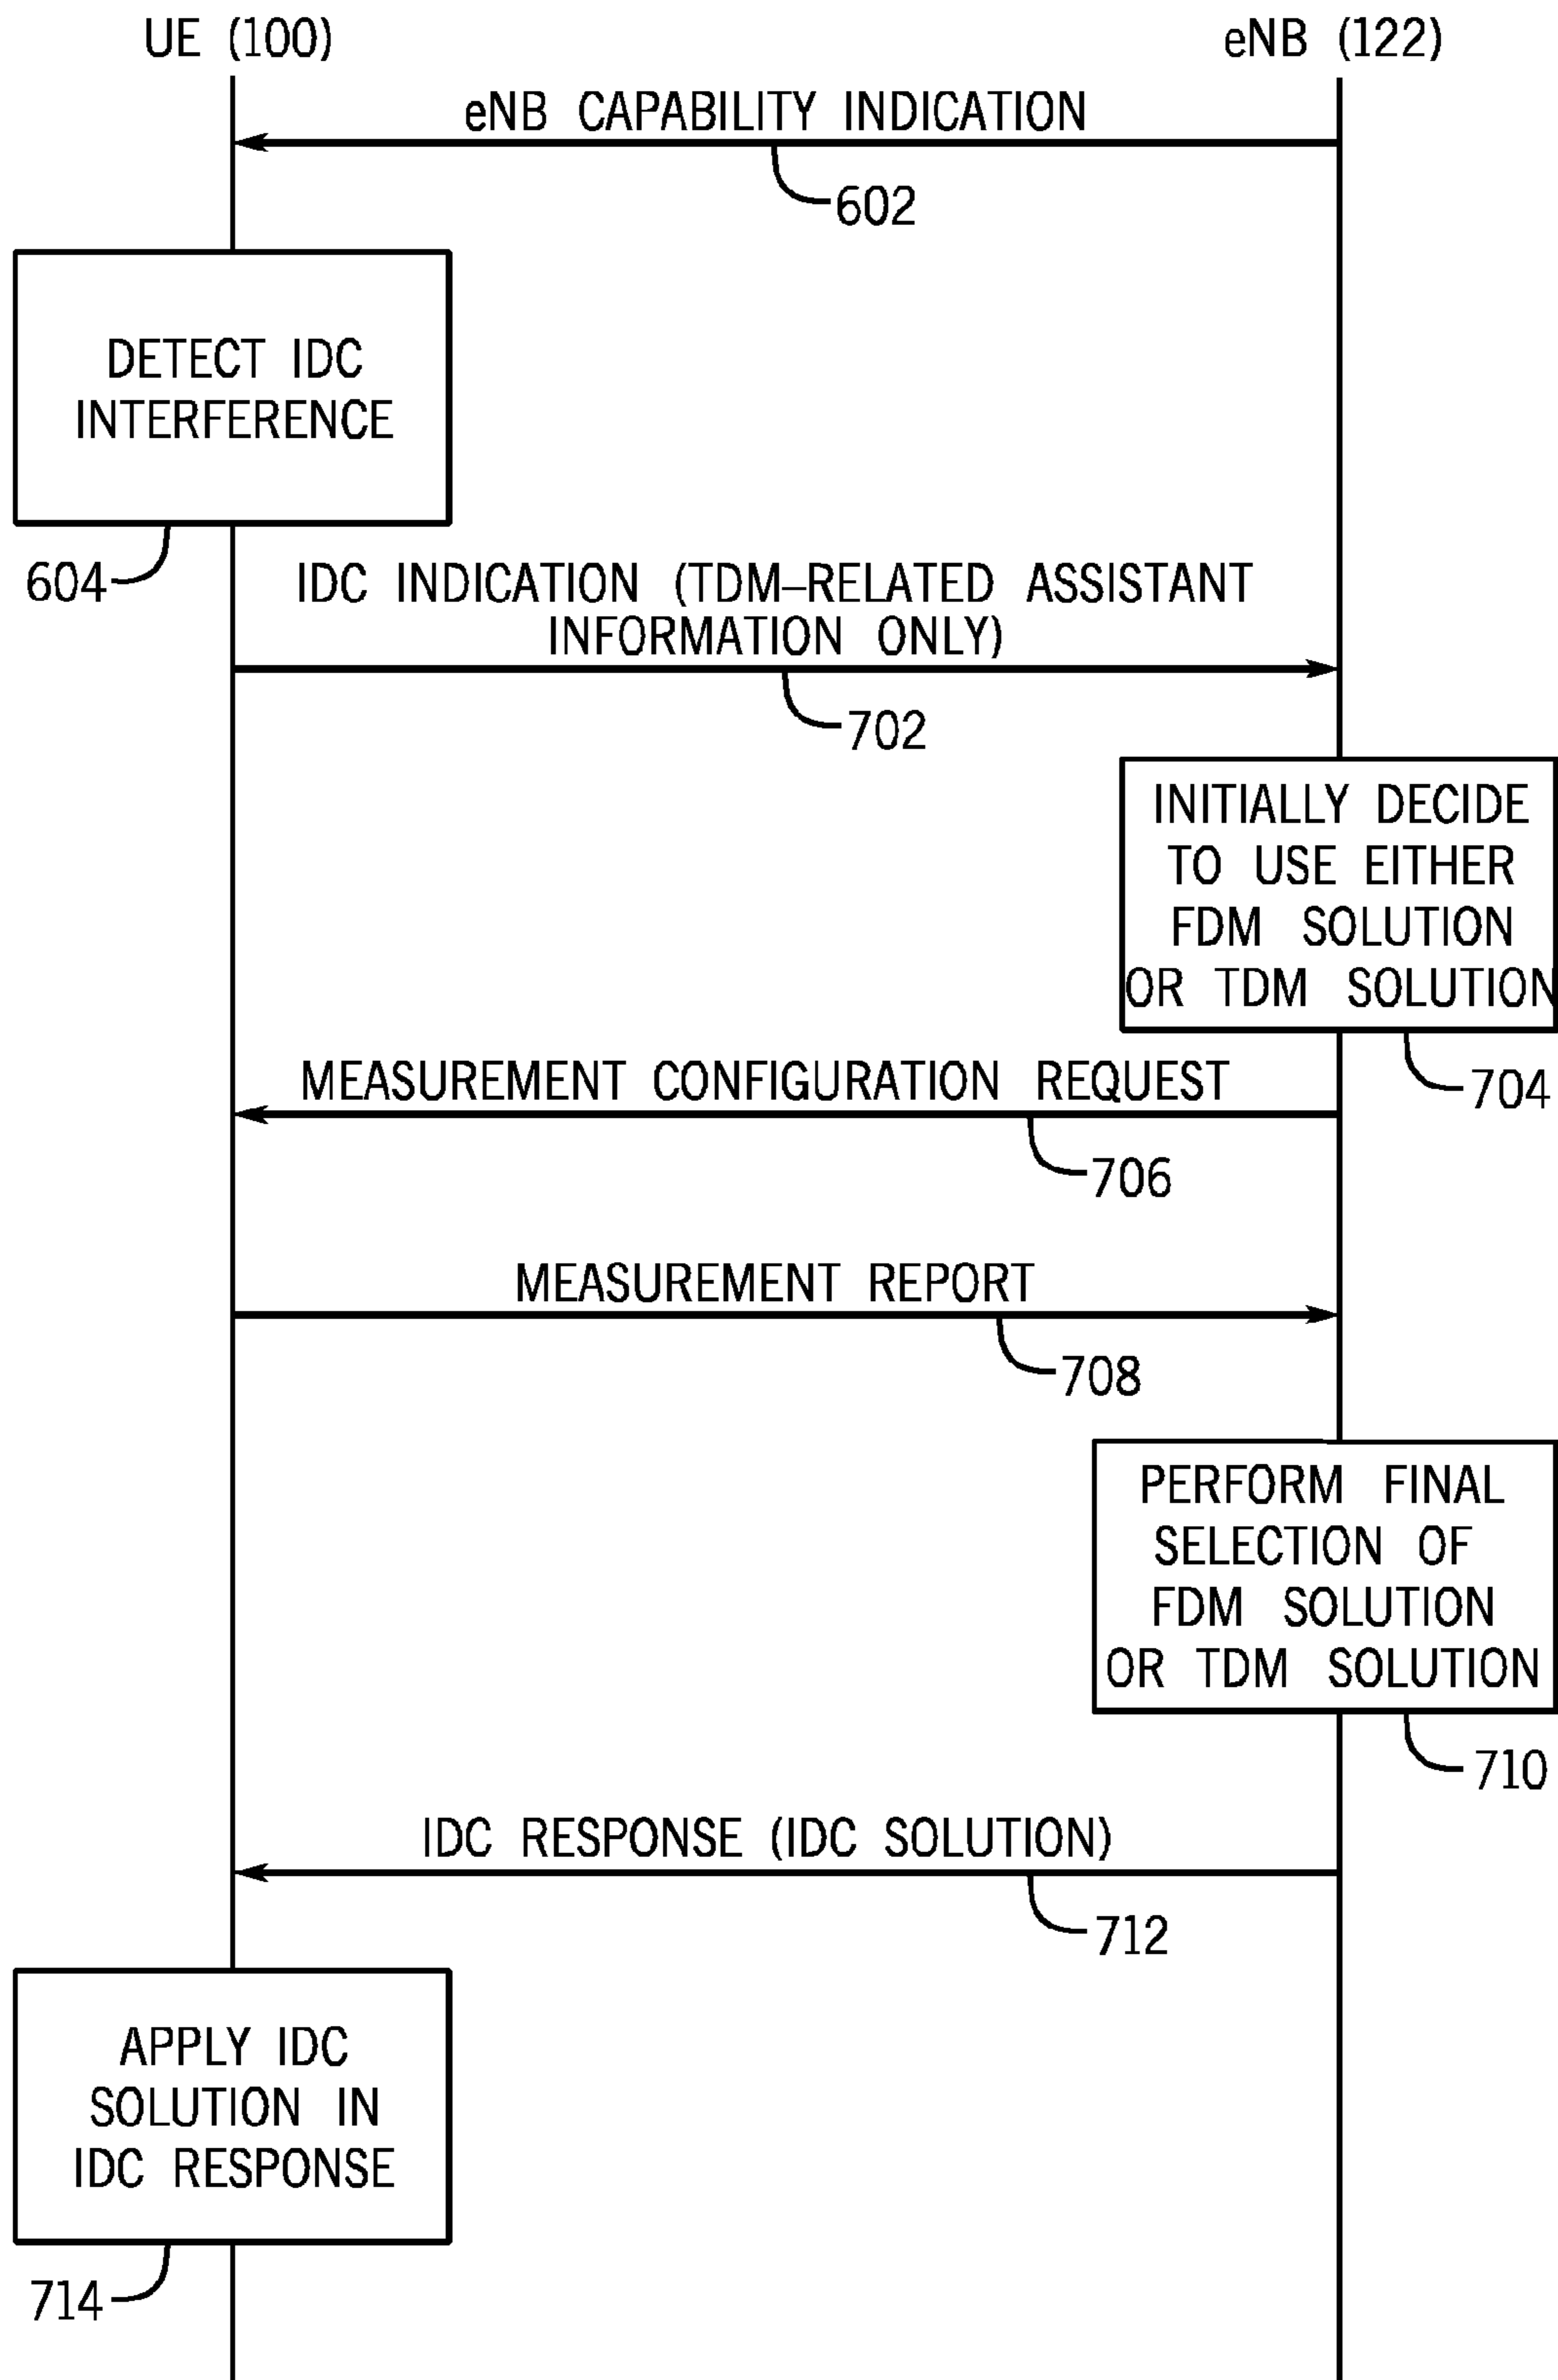 UE (100)
eNB (122)
eNB CAPABILITY INDICATION
602
DETECT IDC
INTERFERENCE
604
IDC INDICATION (TDM–RELATED ASSISTANT
INFORMATION ONLY)
702
INITIALLY DECIDE
TO USE EITHER
FDM SOLUTION
OR TDM SOLUTION
704
MEASUREMENT CONFIGURATION REQUEST
706
MEASUREMENT REPORT
708
PERFORM FINAL
SELECTION OF
FDM SOLUTION
OR TDM SOLUTION
710
IDC RESPONSE (IDC SOLUTION)
712
APPLY IDC
SOLUTION IN
IDC RESPONSE
714